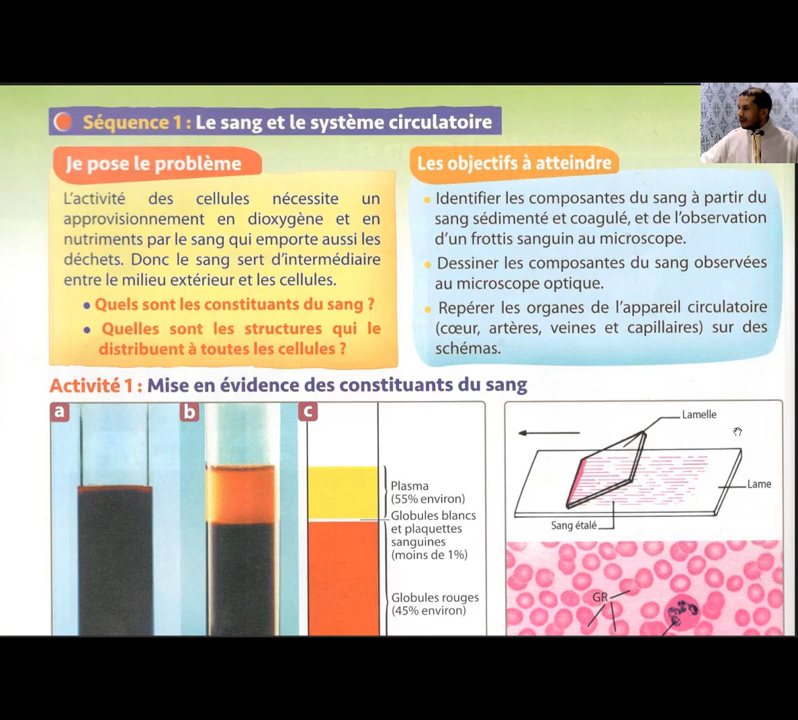 Séquence 1 : Le sang et le système circulatoire
Je pose le problème
L'activité des cellules nécessite un
approvisionnement en dioxygène et en
nutriments par le sang qui emporte aussi les
déchets. Donc le sang sert d'intermédiaire
entre le milieu extérieur et les cellules.
• Quels sont les constituants du sang ?
• Quelles sont les structures qui le
distribuent à toutes les cellules ?
Les objectifs à atteindre
• Identifier les composantes du sang à partir du
sang sédimenté et coagulé, et de l'observation
d'un frottis sanguin au microscope.
• Dessiner les composantes du sang observées
au microscope optique.
• Repérer les organes de l'appareil circulatoire
(cœur, artères, veines et capillaires) sur des
schémas.
Activité 1 : Mise en évidence des constituants du sang
a
b
c
Plasma
(55% environ)
Globules blancs
et plaquettes
sanguines
(moins de 1%)
Globules rouges
(45% environ)
Lamelle
Lame
Sang étalé
GR